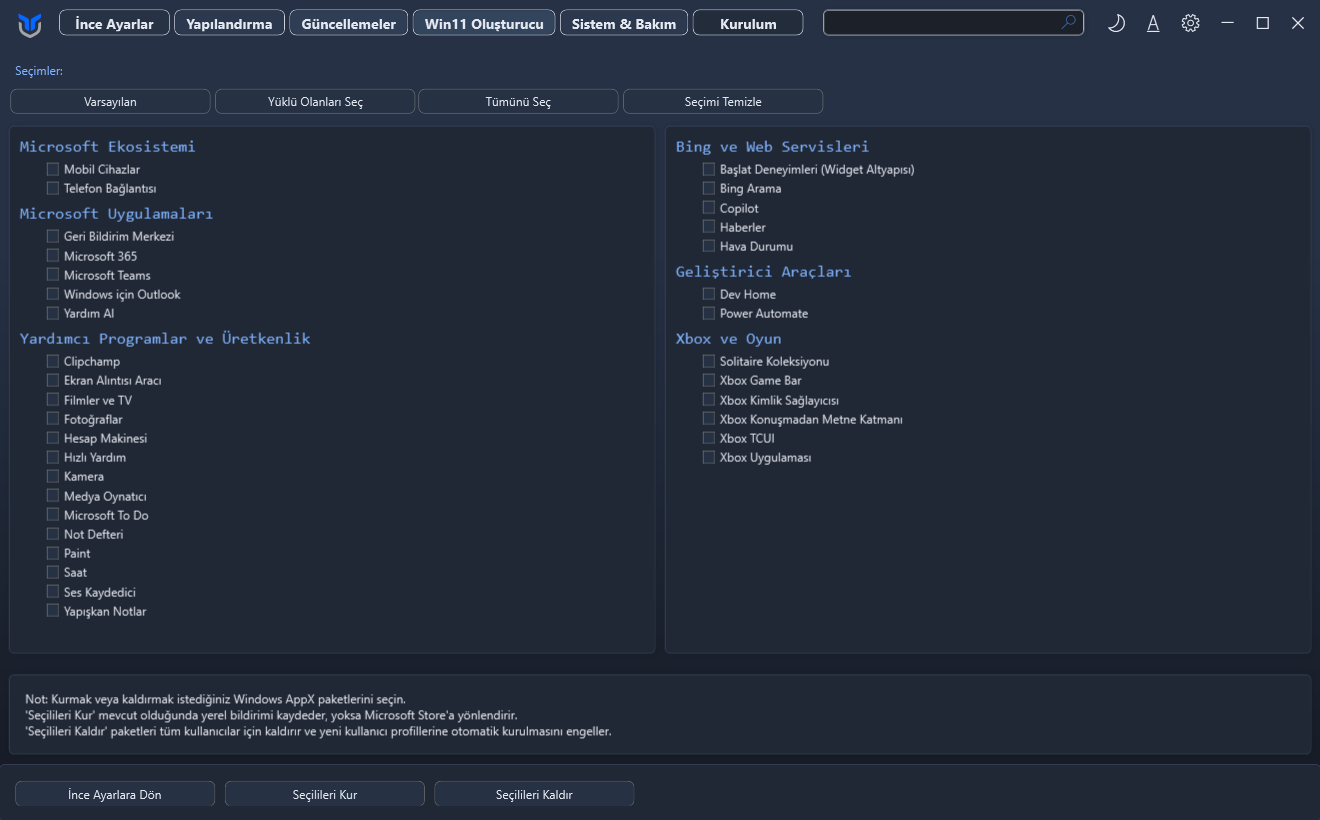 İnce Ayarlar
Yapılandırma
Güncellemeler
Win11 Oluşturucu
Sistem & Bakım
Kurulum
Seçimler:
Varsayılan
Yüklü Olanları Seç
Tümünü Seç
Seçimi Temizle
Microsoft Ekosistemi
Mobil Cihazlar
Telefon Bağlantısı
Microsoft Uygulamaları
Geri Bildirim Merkezi
Microsoft 365
Microsoft Teams
Windows için Outlook
Yardım AI
Yardımcı Programlar ve Üretkenlik
Clipchamp
Ekran Alıntısı Aracı
Filmler ve TV
Fotoğraflar
Hesap Makinesi
Hızlı Yardım
Kamera
Medya Oynatıcı
Microsoft To Do
Not Defteri
Paint
Saat
Ses Kaydedici
Yapışkan Notlar
Bing ve Web Servisleri
Başlat Deneyimleri (Widget Altyapısı)
Bing Arama
Copilot
Haberler
Hava Durumu
Geliştirici Araçları
Dev Home
Power Automate
Xbox ve Oyun
Solitaire Koleksiyonu
Xbox Game Bar
Xbox Kimlik Sağlayıcısı
Xbox Konuşmadan Metne Katmanı
Xbox TCUI
Xbox Uygulaması
Not: Kurmak veya kaldırmak istediğiniz Windows AppX paketlerini seçin.
'Seçilileri Kur' mevcut olduğunda yerel bildirimi kaydeder, yoksa Microsoft Store'a yönlendirir.
'Seçilileri Kaldır' paketleri tüm kullanıcılar için kaldırır ve yeni kullanıcı profillerine otomatik kurulmasını engeller.
İnce Ayarlara Dön
Seçilileri Kur
Seçilileri Kaldır